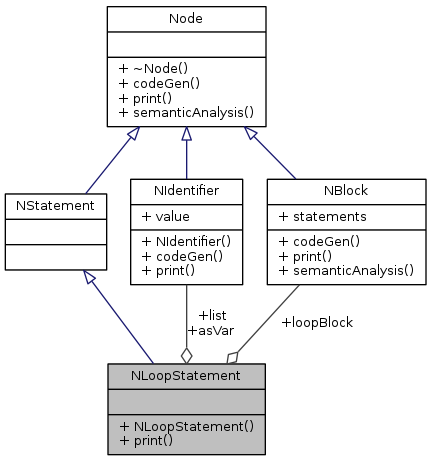 Node
+ ~Node()
+ codeGen()
+ print()
+ semanticAnalysis()
NStatement
NIdentifier
+ value
+ NIdentifier()
+ codeGen()
+ print()
NBlock
+ statements
+ codeGen()
+ print()
+ semanticAnalysis()
+list
+asVar
+loopBlock
NLoopStatement
+ NLoopStatement()
+ print()